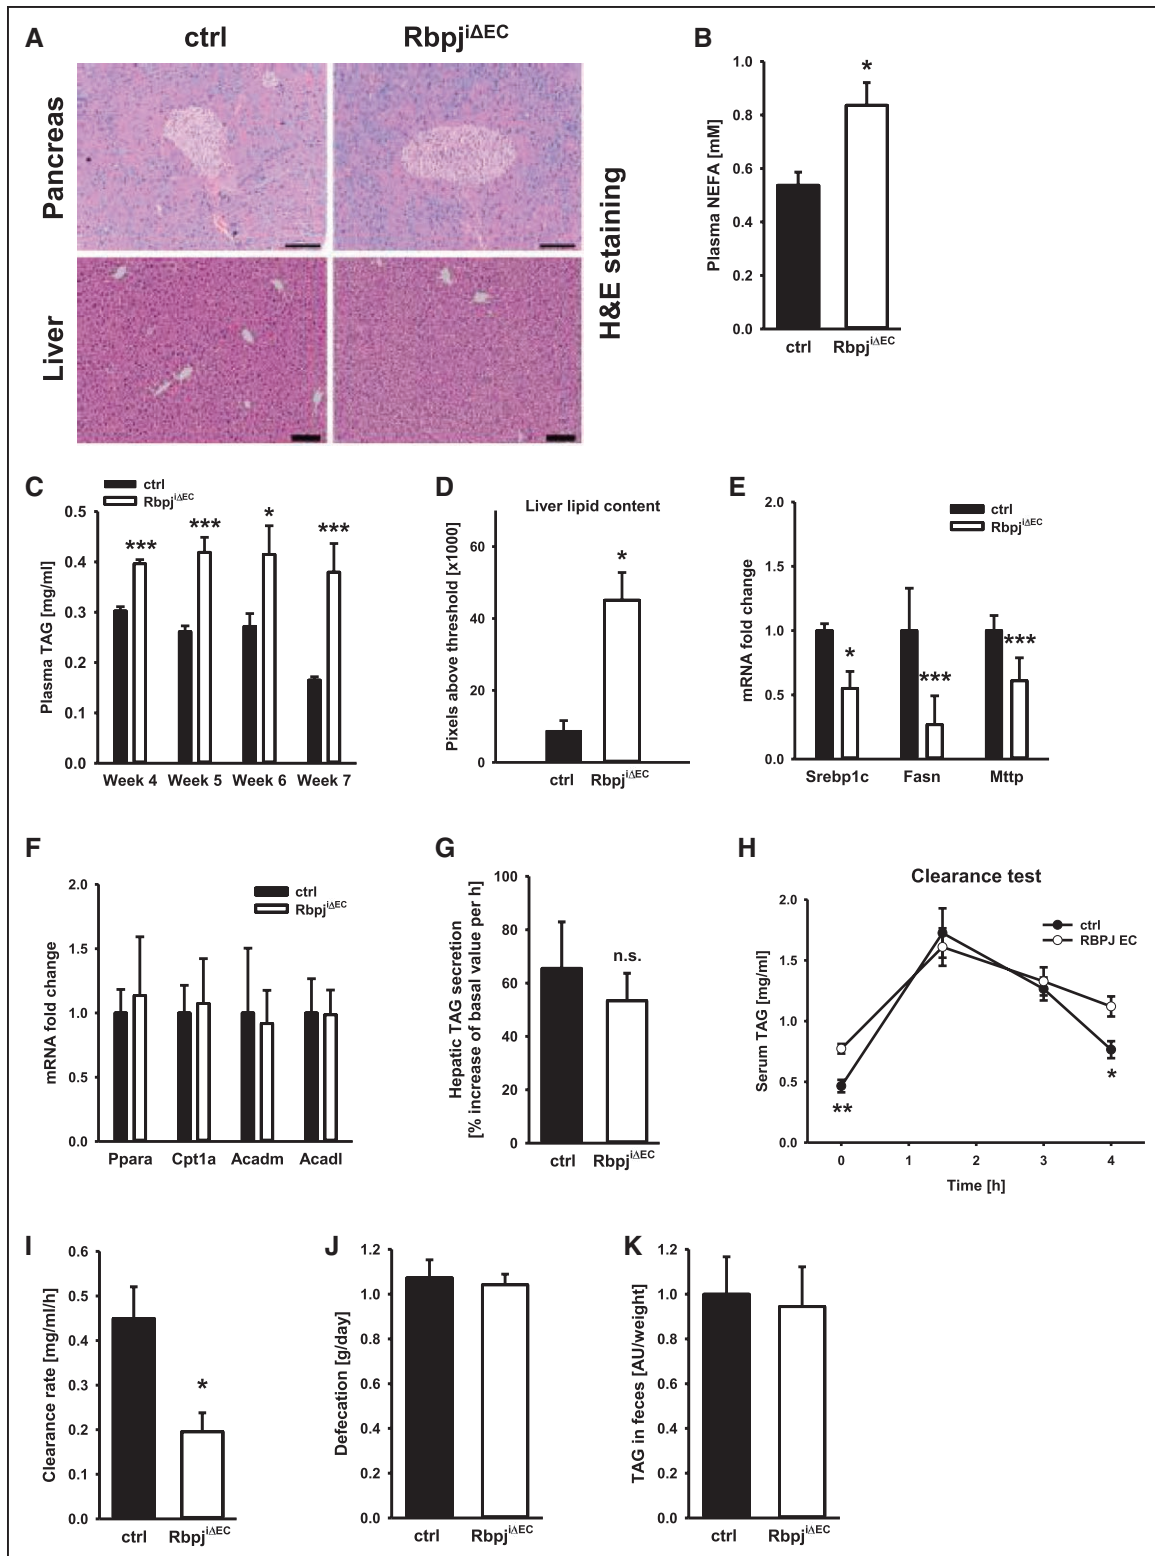 A
ctrl
Rbpj^iΔEC
Pancreas
Liver
H&E staining
B
Plasma NEFA [mM]
1.0
0.8
0.6
0.4
0.2
0.0
*
ctrl
Rbpj^iΔEC
C
ctrl
Rbpj^iΔEC
Plasma TAG [mg/ml]
0.5
0.4
0.3
0.2
0.1
0.0
***
***
*
***
Week 4
Week 5
Week 6
Week 7
D
Liver lipid content
Pixels above threshold [x1000]
60
40
20
0
*
ctrl
Rbpj^iΔEC
E
ctrl
Rbpj^iΔEC
mRNA fold change
2.0
1.5
1.0
0.5
0.0
*
***
***
Srebp1c
Fasn
Mttp
F
ctrl
Rbpj^iΔEC
mRNA fold change
2.0
1.5
1.0
0.5
0.0
Ppara
Cpt1a
Acadm
Acadl
G
Hepatic TAG secretion
[% increase of basal value per h]
100
80
60
40
20
0
n.s.
ctrl
Rbpj^iΔEC
H
Clearance test
ctrl
RBPJ EC
Serum TAG [mg/ml]
2.0
1.5
1.0
0.5
0.0
**
*
0
1
2
3
4
Time [h]
I
Clearance rate [mg/ml/h]
0.6
0.5
0.4
0.3
0.2
0.1
0.0
*
ctrl
Rbpj^iΔEC
J
Defecation [g/day]
1.2
1.0
0.8
0.6
0.4
0.2
0.0
ctrl
Rbpj^iΔEC
K
TAG in feces [AU/weight]
1.2
1.0
0.8
0.6
0.4
0.2
0.0
ctrl
Rbpj^iΔEC